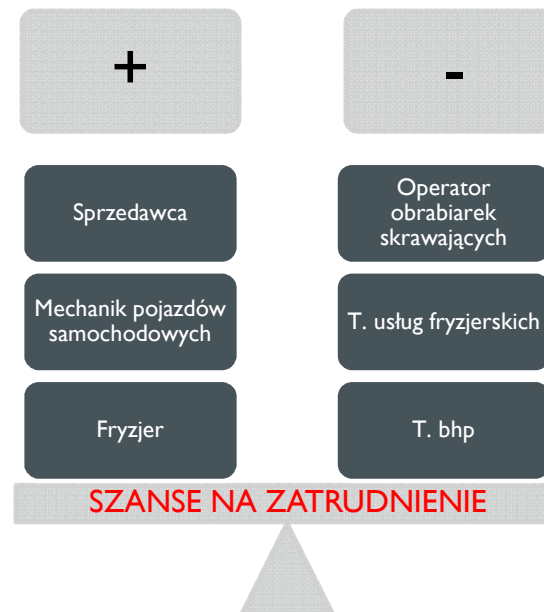 +
-
Sprzedawca
Operator
obrabiarek
skrawających
Mechanik pojazdów
samochodowych
T. usług fryzjerskich
Fryzjer
T. bhp
SZANSE NA ZATRUDNIENIE